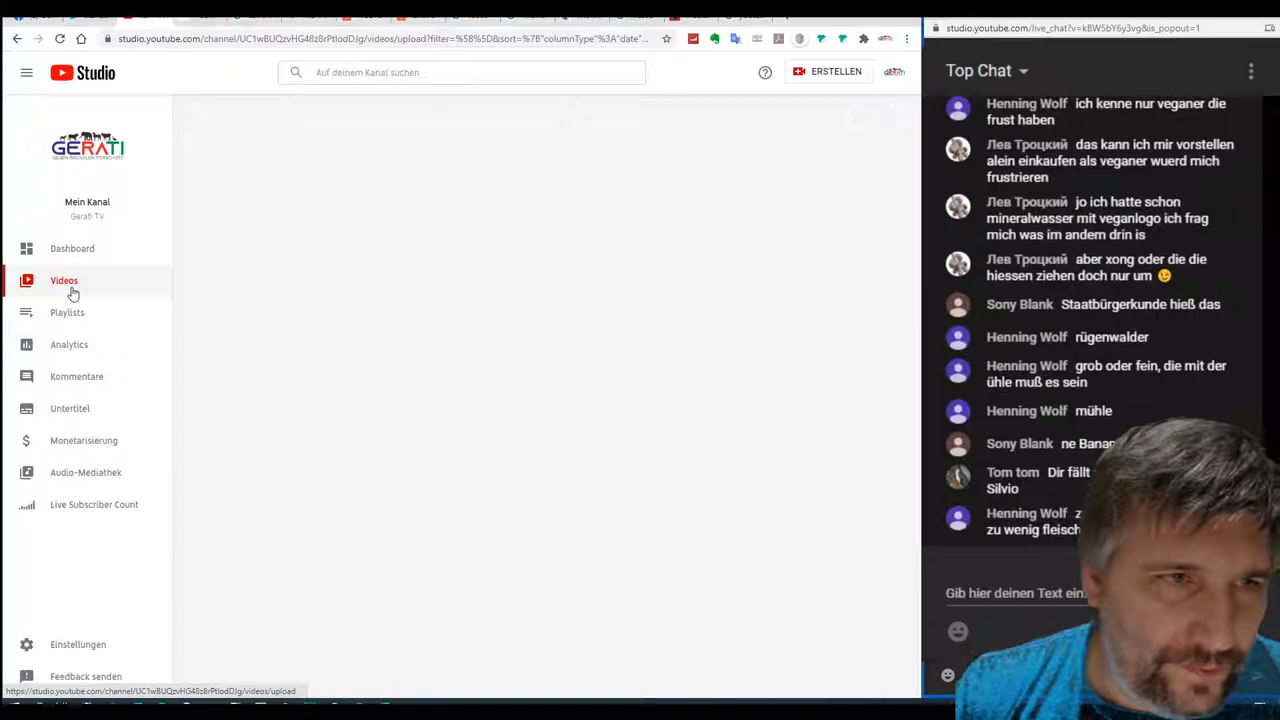 studio.youtube.com/channel/UC1wBUQzvHG48z8rPtlodDJg/videos/upload?filter=%5B%5D&sort=%7B"columnType"%3A"date"...
Studio
Auf deinem Kanal suchen
ERSTELLEN
GERATI
GEGEN RADIKALEN TIERSCHUTZ
Mein Kanal
Gerati TV
Dashboard
Videos
Playlists
Analytics
Kommentare
Untertitel
Monetarisierung
Audio-Mediathek
Live Subscriber Count
Einstellungen
Feedback senden
https://studio.youtube.com/channel/UC1wBUQzvHG48z8rPtlodDJg/videos/upload
studio.youtube.com/live_chat?v=kBW5bY6y3vg&is_popout=1
Top Chat
Henning Wolf ich kenne nur veganer die
frust haben
Лев Троцкий das kann ich mir vorstellen
alein einkaufen als veganer wuerd mich
frustrieren
Лев Троцкий jo ich hatte schon
mineralwasser mit veganlogo ich frag
mich was im andern drin is
Лев Троцкий aber xong oder die die
hiessen ziehen doch nur um 😉
Sony Blank Staatbürgerkunde hieß das
Henning Wolf rügenwalder
Henning Wolf grob oder fein, die mit der
ühle muß es sein
Henning Wolf mühle
Sony Blank ne Banan
Tom tom Dir fällt
Silvio
Henning Wolf z
zu wenig fleisch
Gib hier deinen Text ein.